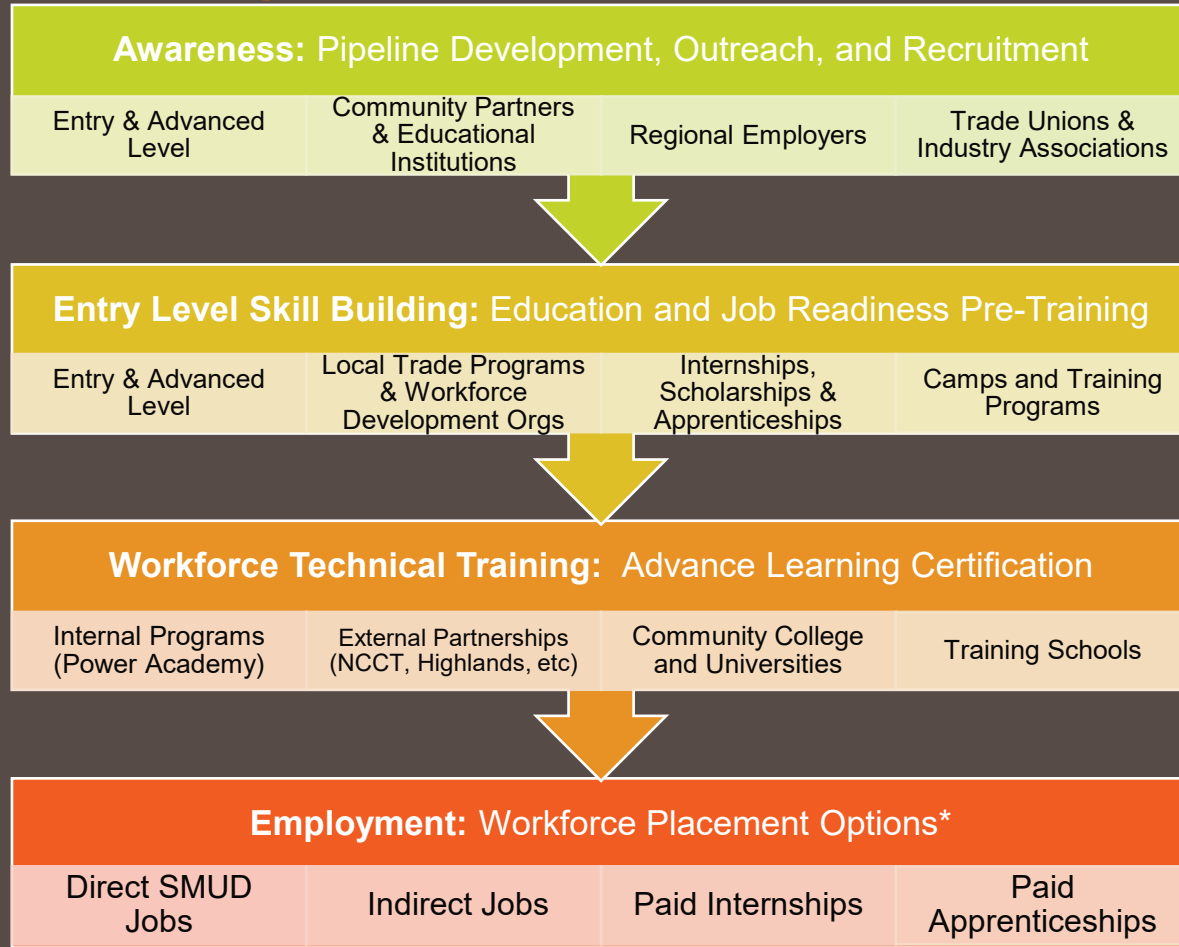 Awareness: Pipeline Development, Outreach, and Recruitment
Entry & Advanced
Level
Community Partners
& Educational
Institutions
Regional Employers
Trade Unions &
Industry Associations
Entry Level Skill Building: Education and Job Readiness Pre-Training
Entry & Advanced
Level
Local Trade Programs
& Workforce
Development Orgs
Internships,
Scholarships &
Apprenticeships
Camps and Training
Programs
Workforce Technical Training: Advance Learning Certification
Internal Programs
(Power Academy)
External Partnerships
(NCCT, Highlands, etc)
Community College
and Universities
Training Schools
Employment: Workforce Placement Options*
Direct SMUD
Jobs
Indirect Jobs
Paid Internships
Paid
Apprenticeships